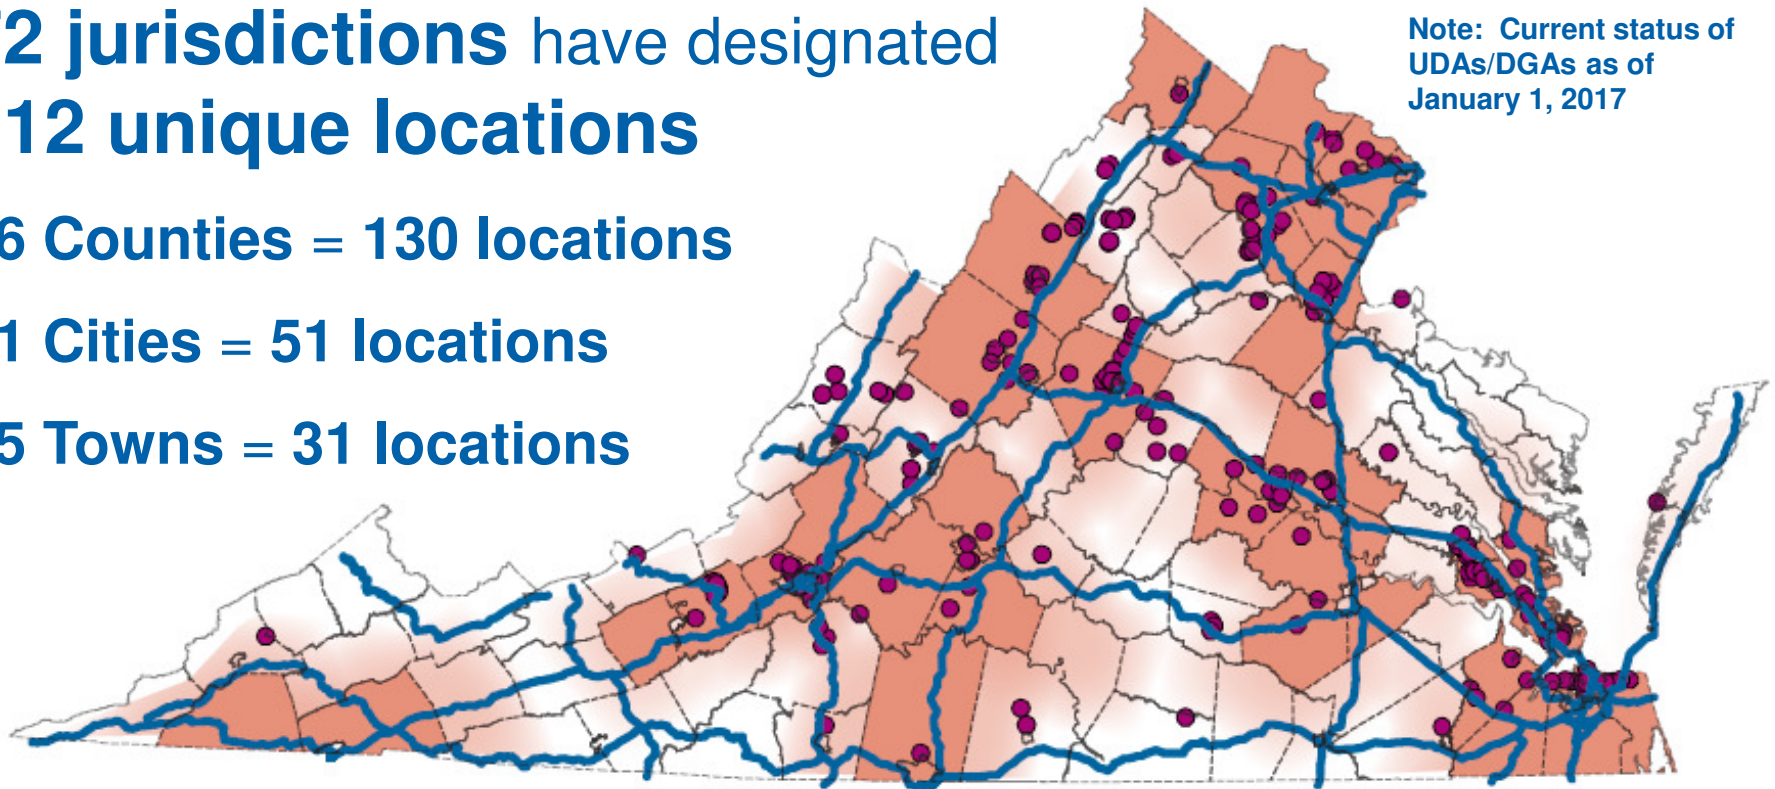 2 jurisdictions have designated
12 unique locations
6 Counties = 130 locations
1 Cities = 51 locations
5 Towns = 31 locations
Note: Current status of
UDAs/DGAs as of
January 1, 2017